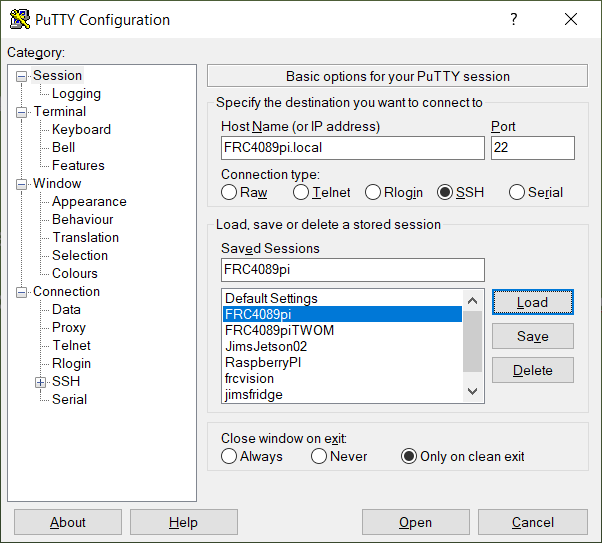 PuTTY Configuration
?
Category:
Session
Logging
Terminal
Keyboard
Bell
Features
Window
Appearance
Behaviour
Translation
Selection
Colours
Connection
Data
Proxy
Telnet
Rlogin
SSH
Serial
Basic options for your PuTTY session
Specify the destination you want to connect to
Host Name (or IP address) Port
FRC4089pi.local 22
Connection type:
Raw Telnet Rlogin SSH Serial
Load, save or delete a stored session
Saved Sessions
FRC4089pi
Default Settings
FRC4089pi
FRC4089piTWOM
JimsJetson02
RaspberryPI
frcvision
jimsfridge
Load
Save
Delete
Close window on exit:
Always Never Only on clean exit
About Help Open Cancel